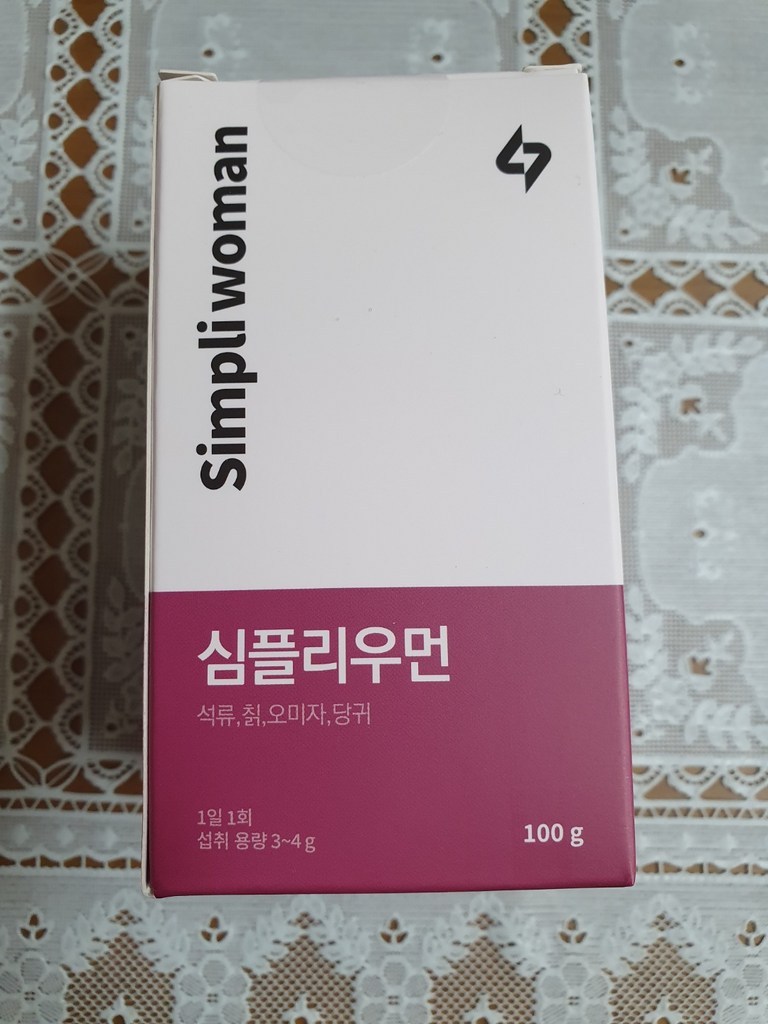 Simpli woman
심플리우먼
석류,칡,오미자,당귀
1일 1회
섭취 용량 3~4 g
100 g